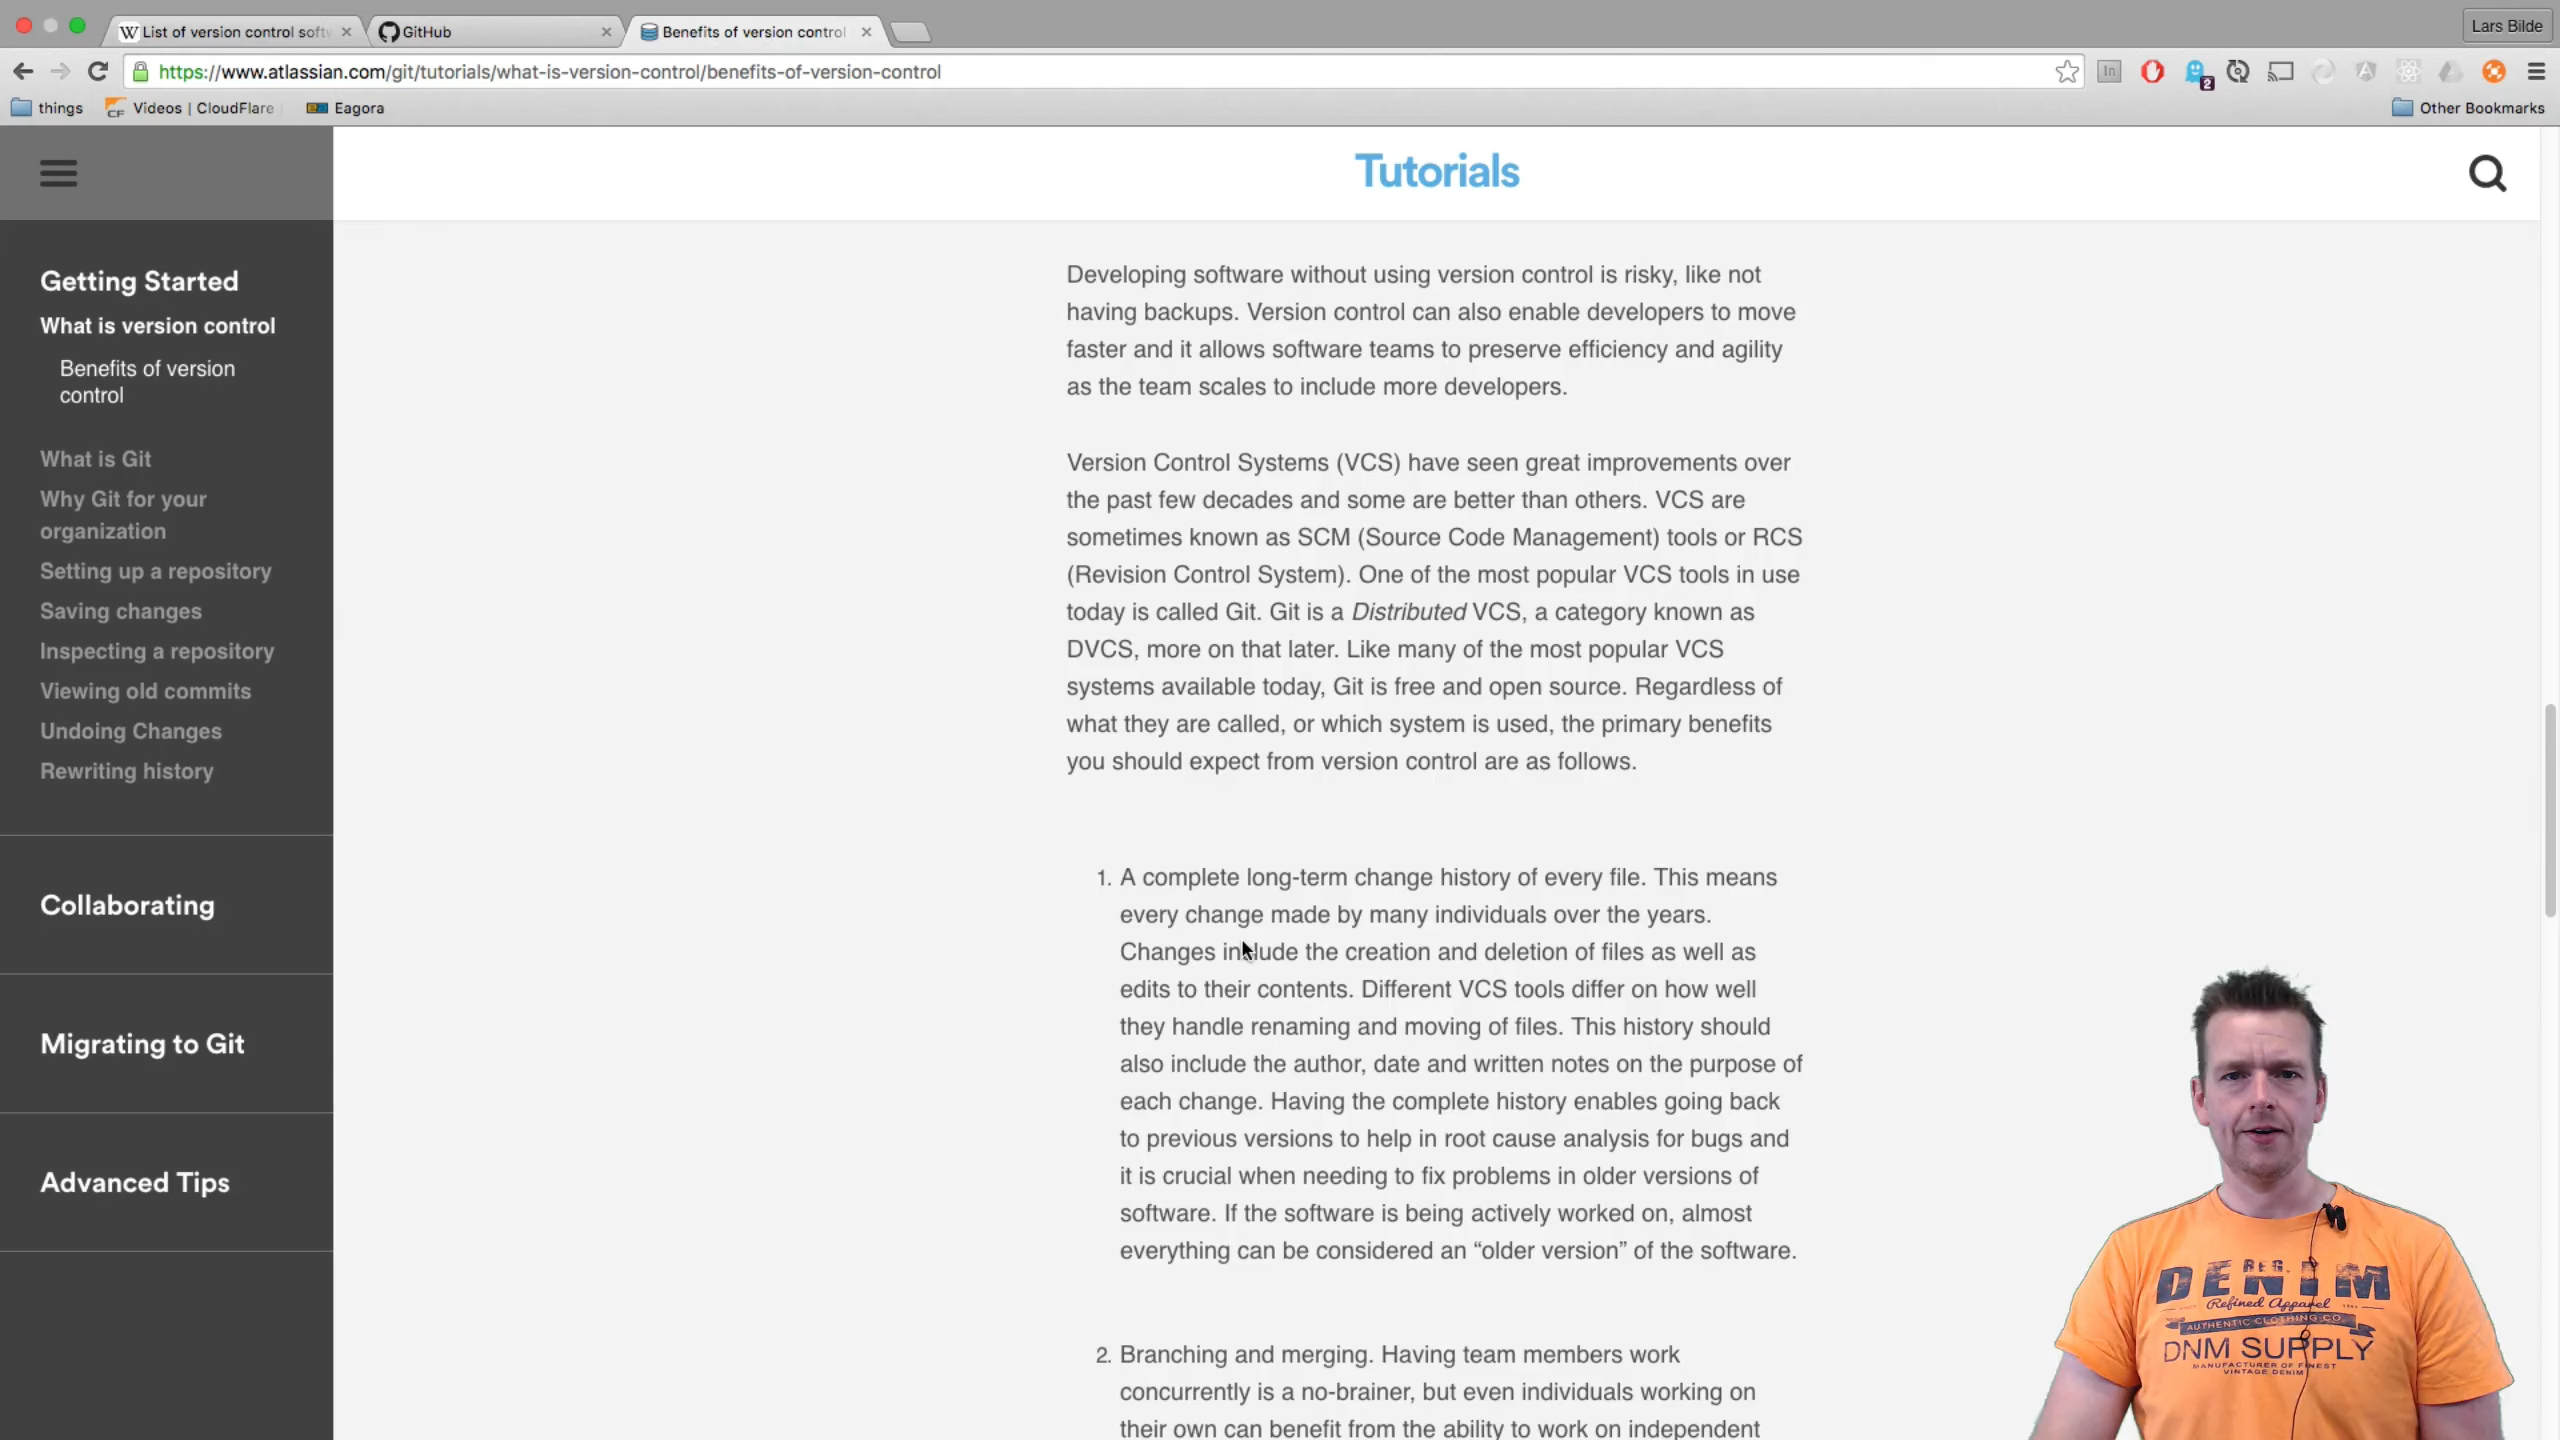 List of version control soft
GitHub
Benefits of version control
Lars Bilde
https://www.atlassian.com/git/tutorials/what-is-version-control/benefits-of-version-control
In
2
things
Videos | CloudFlare
Eagora
Other Bookmarks
Tutorials
Getting Started
What is version control
Benefits of version
control
What is Git
Why Git for your
organization
Setting up a repository
Saving changes
Inspecting a repository
Viewing old commits
Undoing Changes
Rewriting history
Collaborating
Migrating to Git
Advanced Tips
Developing software without using version control is risky, like not
having backups. Version control can also enable developers to move
faster and it allows software teams to preserve efficiency and agility
as the team scales to include more developers.
Version Control Systems (VCS) have seen great improvements over
the past few decades and some are better than others. VCS are
sometimes known as SCM (Source Code Management) tools or RCS
(Revision Control System). One of the most popular VCS tools in use
today is called Git. Git is a Distributed VCS, a category known as
DVCS, more on that later. Like many of the most popular VCS
systems available today, Git is free and open source. Regardless of
what they are called, or which system is used, the primary benefits
you should expect from version control are as follows.
1. A complete long-term change history of every file. This means
every change made by many individuals over the years.
Changes include the creation and deletion of files as well as
edits to their contents. Different VCS tools differ on how well
they handle renaming and moving of files. This history should
also include the author, date and written notes on the purpose of
each change. Having the complete history enables going back
to previous versions to help in root cause analysis for bugs and
it is crucial when needing to fix problems in older versions of
software. If the software is being actively worked on, almost
everything can be considered an “older version” of the software.
2. Branching and merging. Having team members work
concurrently is a no-brainer, but even individuals working on
their own can benefit from the ability to work on independent
REG.
DENIM
Refined Apparel
AUTHENTIC CLOTHING CO.
DNM SUPPLY
MANUFACTURER OF FINEST
VINTAGE DENIM